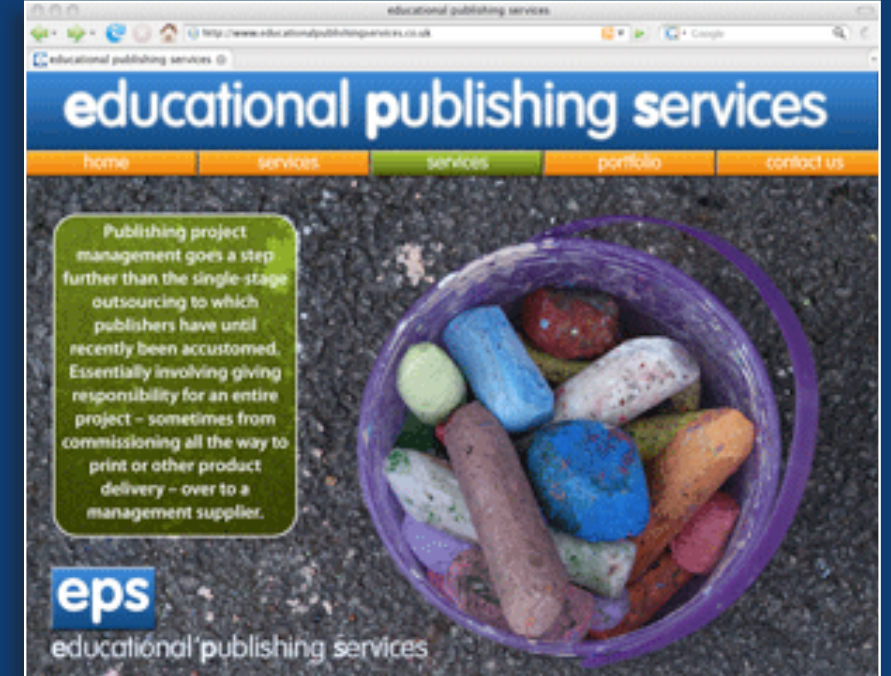 educational publishing services
http://www.educationalpublishingservices.co.uk
Google
educational publishing services
educational publishing services
home services services portfolio contact us
Publishing project
management goes a step
further than the single-stage
outsourcing to which
publishers have until
recently been accustomed.
Essentially involving giving
responsibility for an entire
project – sometimes from
commissioning all the way to
print or other product
delivery – over to a
management supplier.
eps
educational publishing services